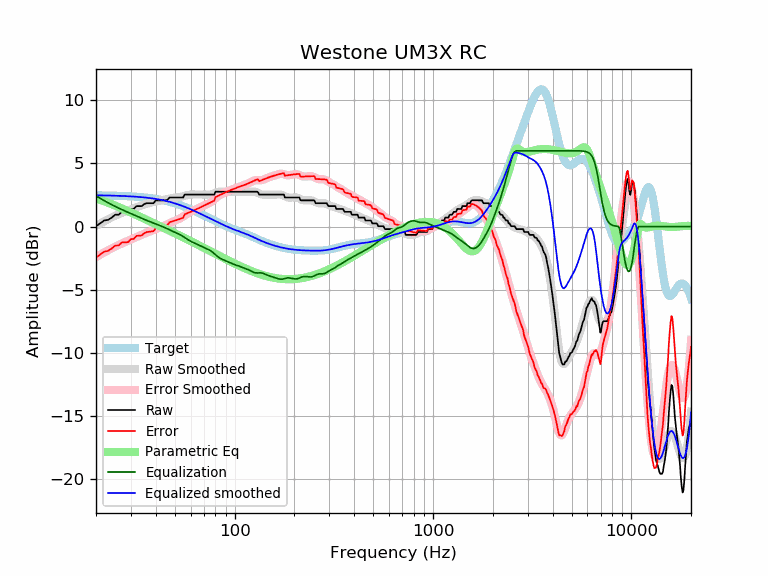 Westone UM3X RC
10
5
0
−5
−10
−15
−20
Amplitude (dBr)
Target
Raw Smoothed
Error Smoothed
Raw
Error
Parametric Eq
Equalization
Equalized smoothed
100
1000
10000
Frequency (Hz)